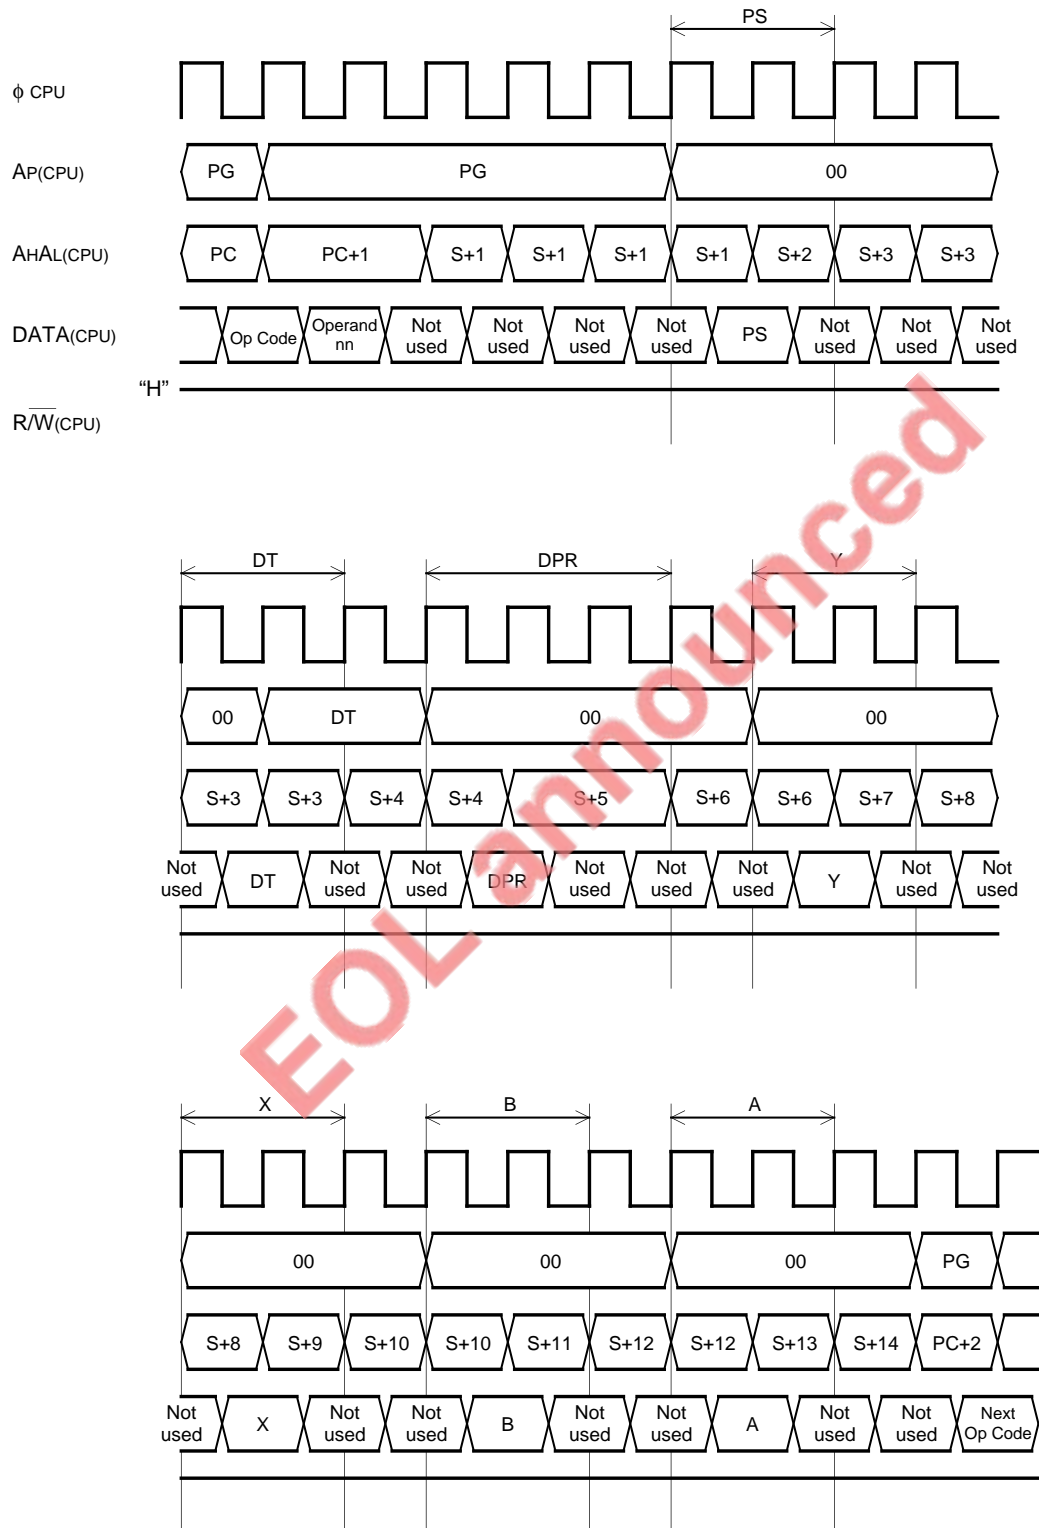 PS
ϕ CPU
AP(CPU) PG PG 00
AHAL(CPU) PC PC+1 S+1 S+1 S+1 S+1 S+2 S+3 S+3
DATA(CPU) Op Code Operand nn Not used Not used Not used Not used PS Not used Not used Not used
“H”
R/W(CPU)
DT DPR Y
00 DT 00 00
S+3 S+3 S+4 S+4 S+5 S+6 S+6 S+7 S+8
Not used DT Not used Not used DPR Not used Not used Not used Y Not used Not used
X B A
00 00 00 PG
S+8 S+9 S+10 S+10 S+11 S+12 S+12 S+13 S+14 PC+2
Not used X Not used Not used B Not used Not used A Not used Not used Next Op Code
EOL announced